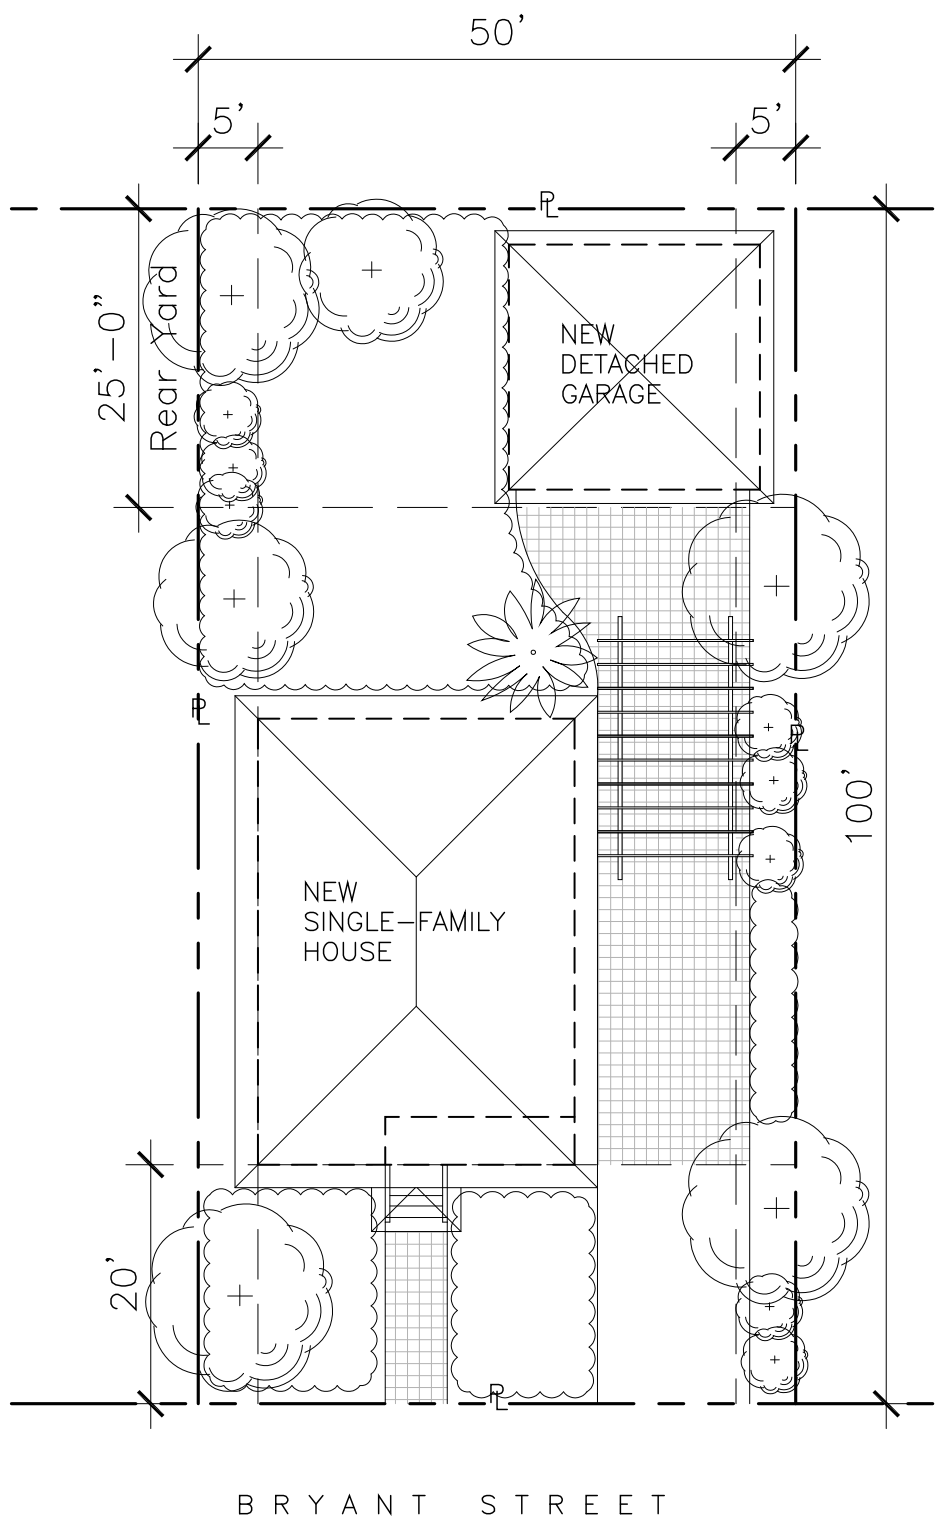 50'
5'
5'
PL
25'-0"
Rear Yard
NEW
DETACHED
GARAGE
PL
PL
100'
NEW
SINGLE-FAMILY
HOUSE
20'
PL
BRYANT STREET